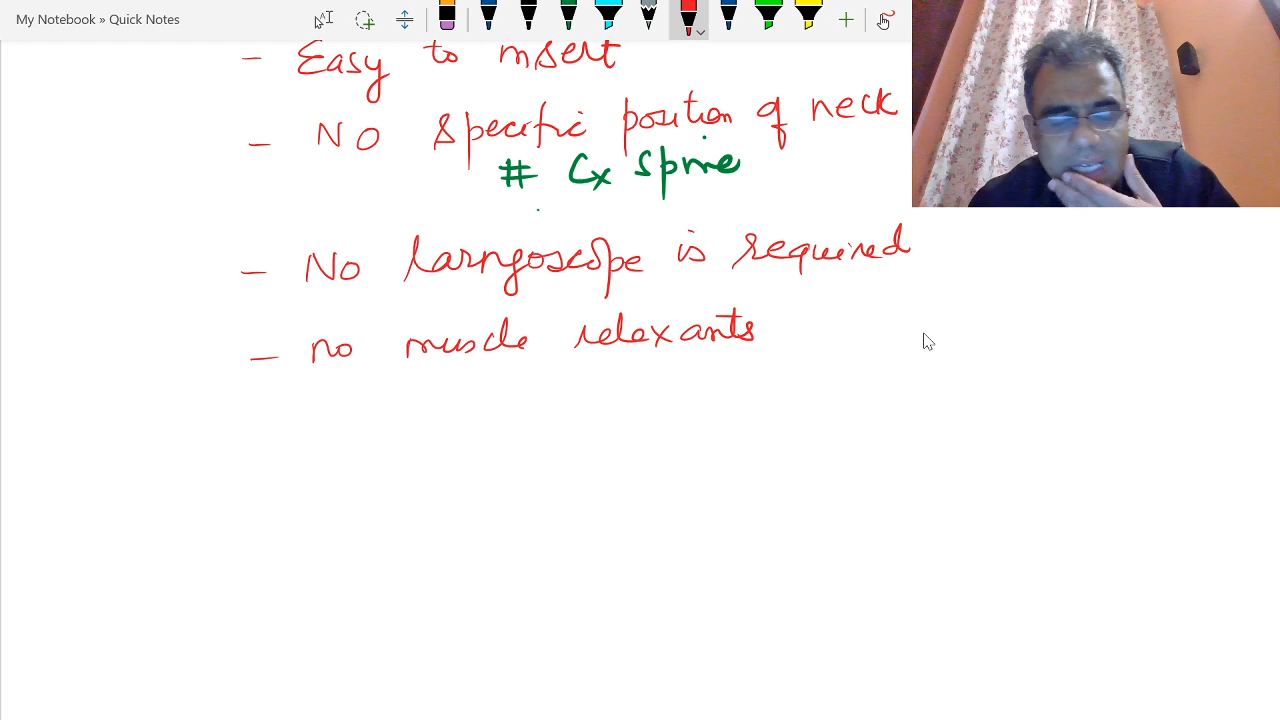 My Notebook » Quick Notes
- Easy to insert
- NO specific position of neck
# Cx spine
- No laryngoscope is required
- no muscle relexants